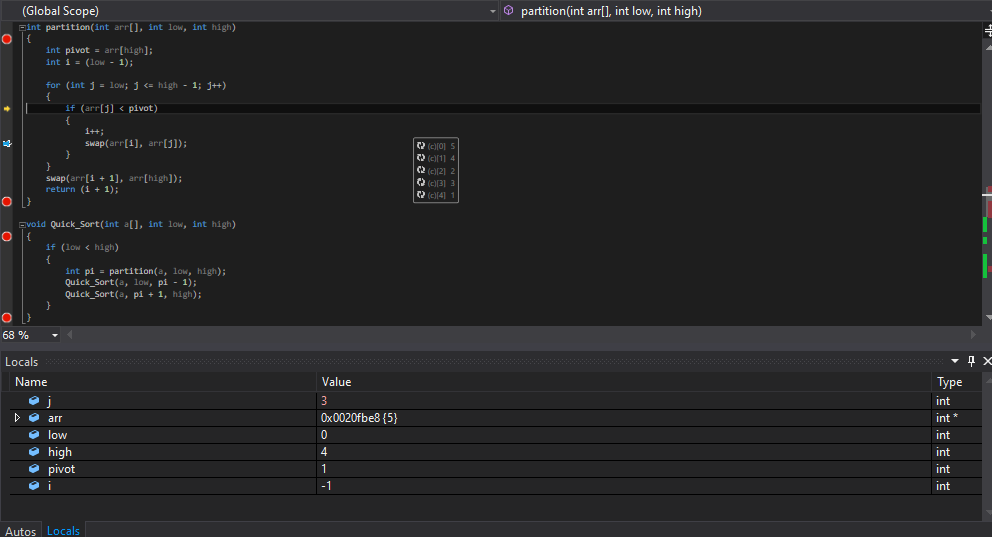 (Global Scope) partition(int arr[], int low, int high)
int partition(int arr[], int low, int high)
{
int pivot = arr[high];
int i = (low - 1);
for (int j = low; j <= high - 1; j++)
{
if (arr[j] < pivot)
{
i++;
swap(arr[i], arr[j]);
}
}
swap(arr[i + 1], arr[high]);
return (i + 1);
}
(c)[0] 5
(c)[1] 4
(c)[2] 2
(c)[3] 3
(c)[4] 1
void Quick_Sort(int a[], int low, int high)
{
if (low < high)
{
int pi = partition(a, low, high);
Quick_Sort(a, low, pi - 1);
Quick_Sort(a, pi + 1, high);
}
}
68 %
Locals
Name Value Type
j 3 int
arr 0x0020fbe8 {5} int *
low 0 int
high 4 int
pivot 1 int
i -1 int
Autos Locals